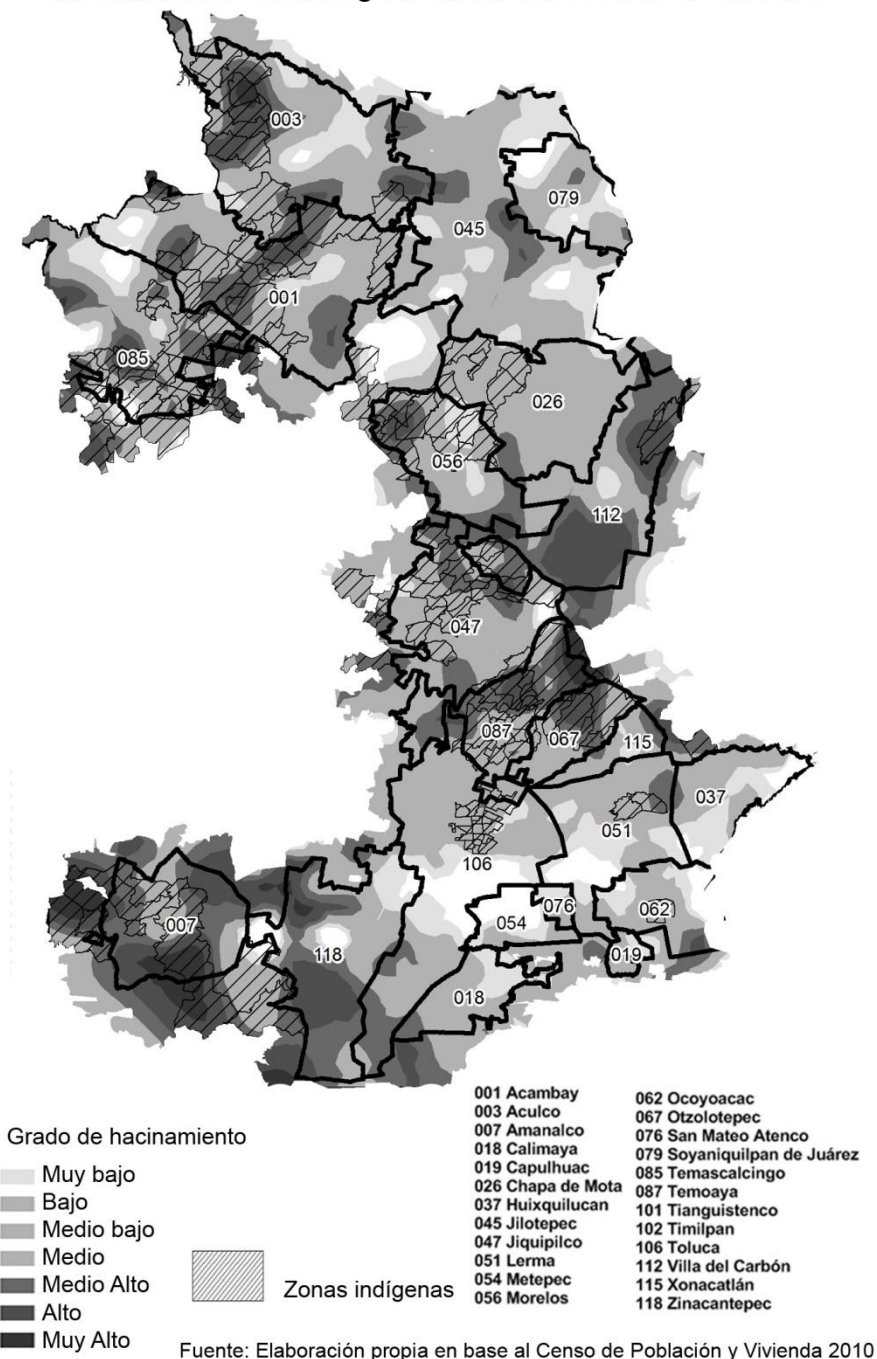 003
079
045
001
085
026
056
112
047
087
067
115
037
051
106
076
062
054
007
118
019
018
001 Acambay
003 Aculco
007 Amanalco
018 Calimaya
019 Capulhuac
026 Chapa de Mota
037 Huixquilucan
045 Jilotepec
047 Jiquipilco
051 Lerma
054 Metepec
056 Morelos
062 Ocoyoacac
067 Otzolotepec
076 San Mateo Atenco
079 Soyaniquilpan de Juárez
085 Temascalcingo
087 Temoaya
101 Tianguistenco
102 Timilpan
106 Toluca
112 Villa del Carbón
115 Xonacatlán
118 Zinacantepec
Grado de hacinamiento
Muy bajo
Bajo
Medio bajo
Medio
Medio Alto
Alto
Muy Alto
Zonas indígenas
Fuente: Elaboración propia en base al Censo de Población y Vivienda 2010